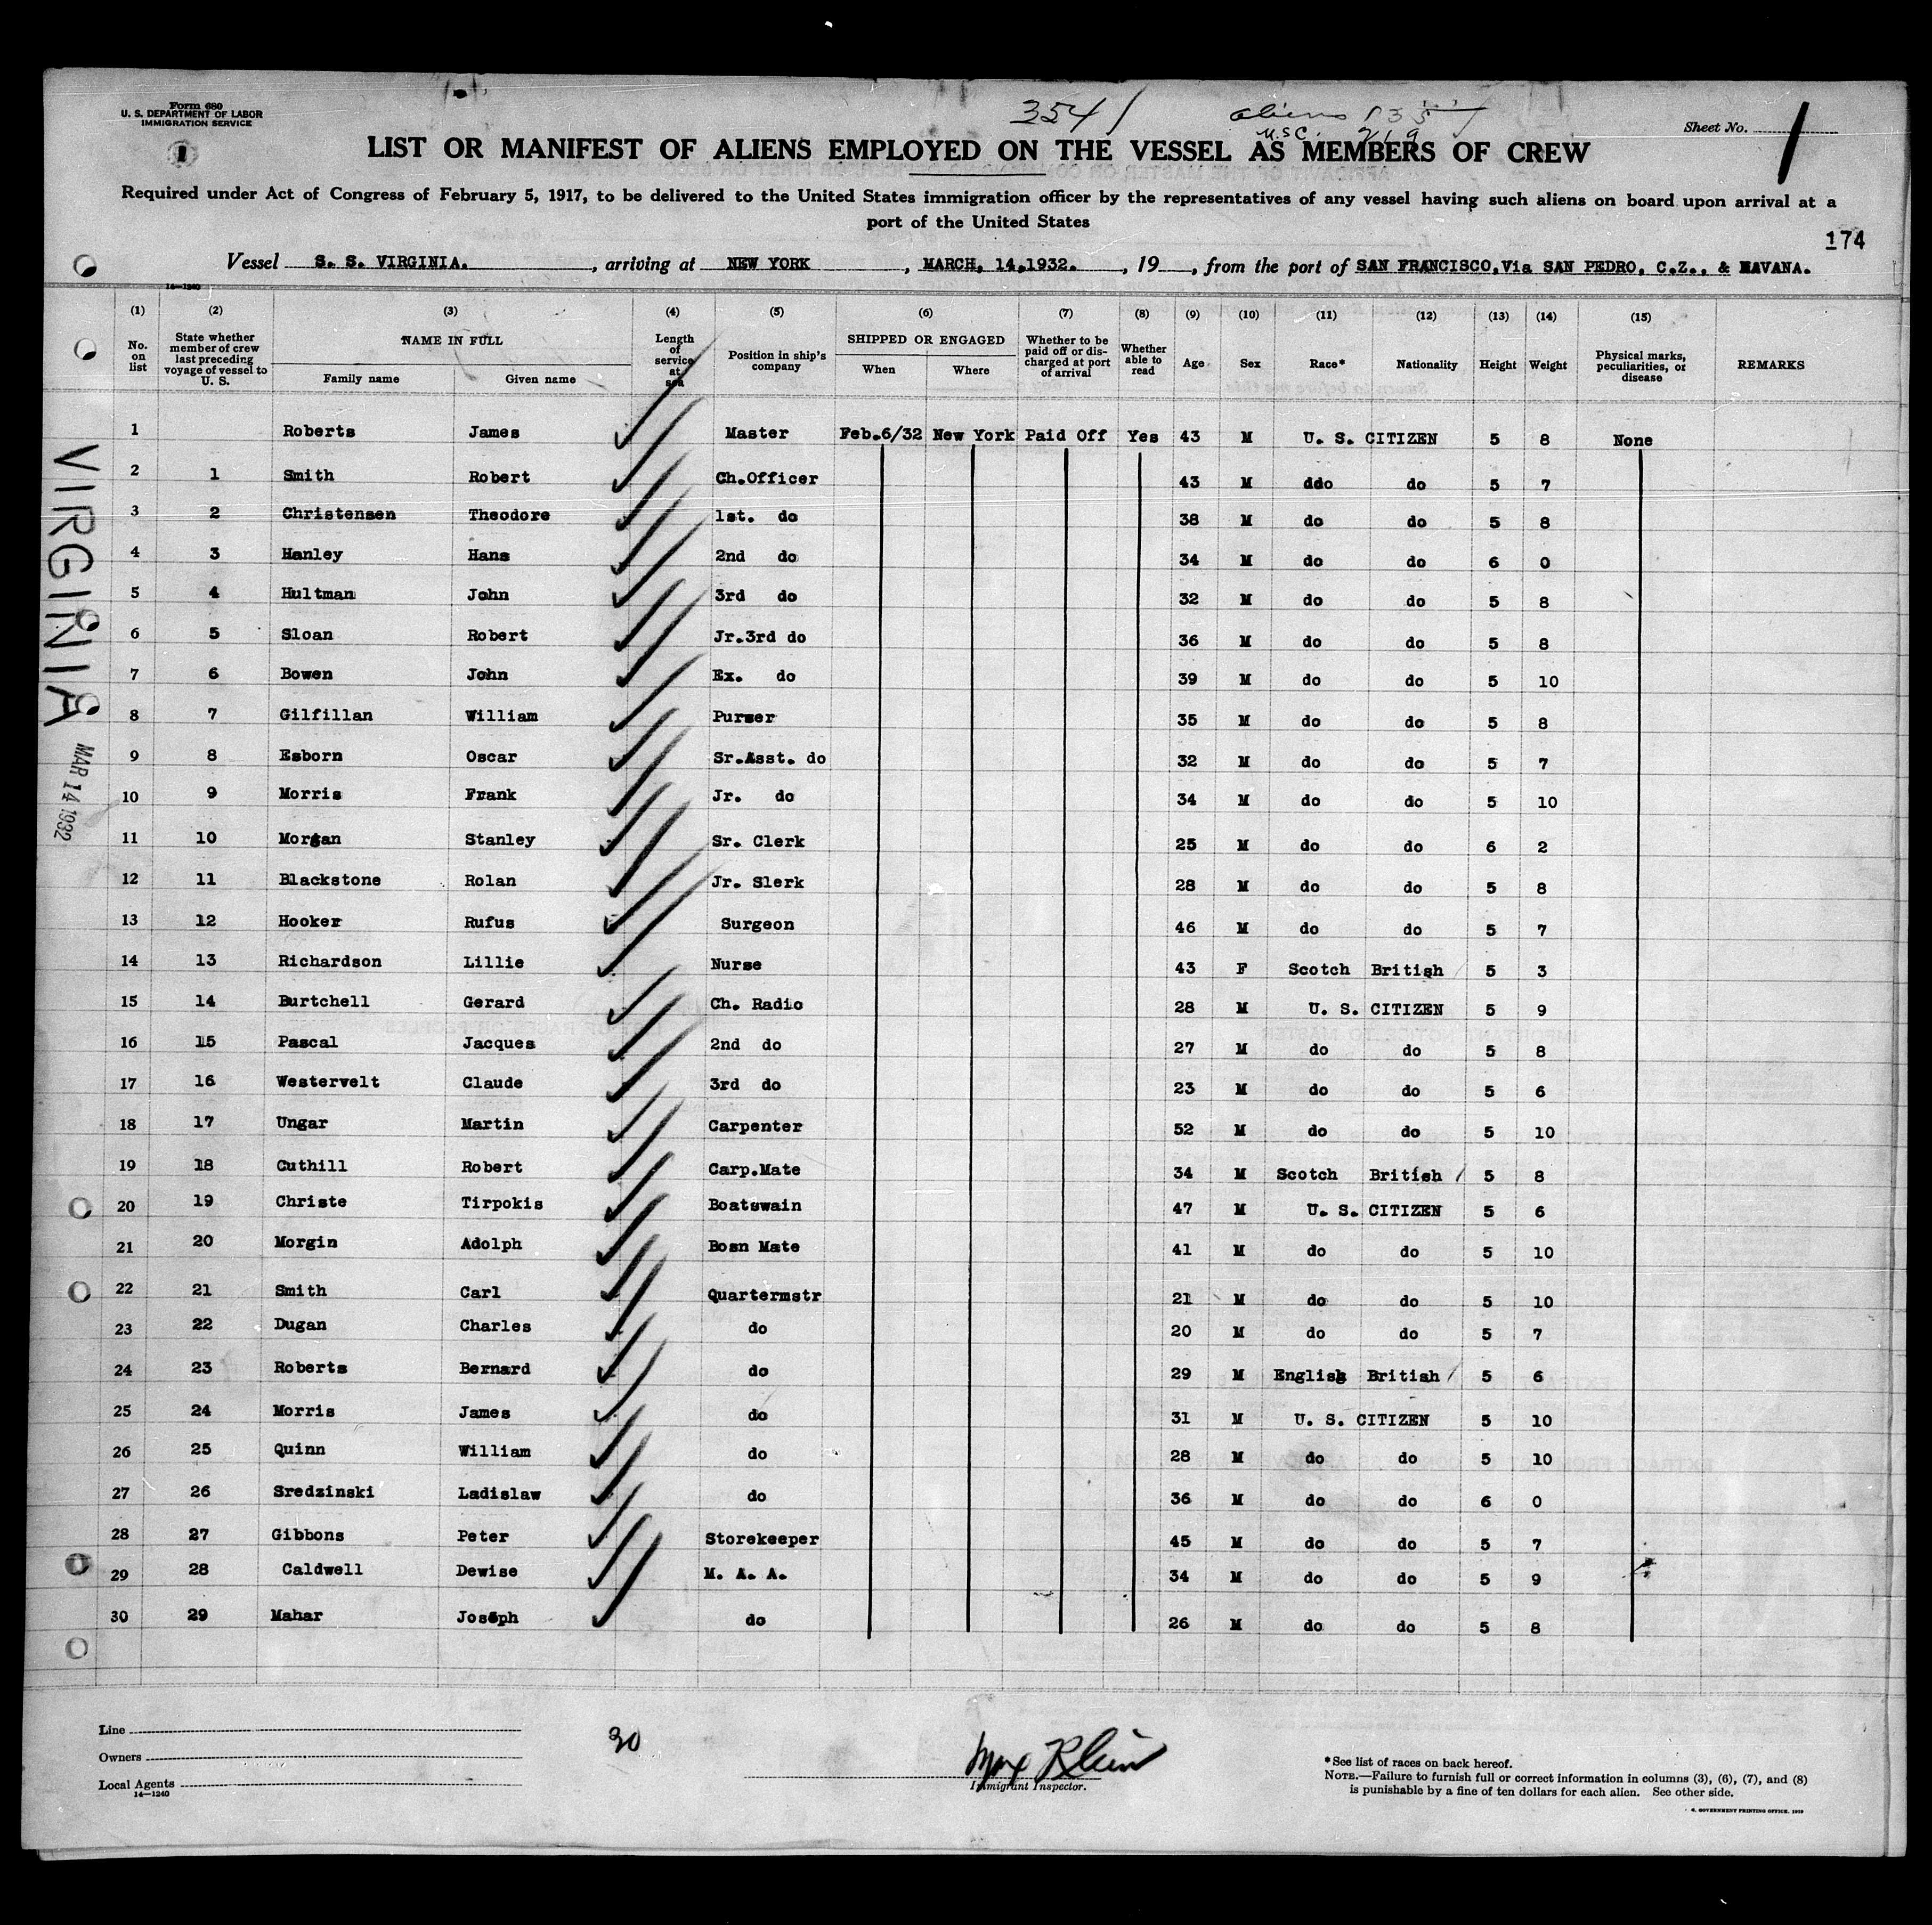 Form 680
U. S. DEPARTMENT OF LABOR
IMMIGRATION SERVICE
3541
aliens 135
U.S.C. 219
Sheet No. 1
LIST OR MANIFEST OF ALIENS EMPLOYED ON THE VESSEL AS MEMBERS OF CREW
Required under Act of Congress of February 5, 1917, to be delivered to the United States immigration officer by the representatives of any vessel having such aliens on board upon arrival at a
port of the United States
174
Vessel S. S. VIRGINIA. , arriving at NEW YORK , MARCH, 14,1932. , 19 , from the port of SAN FRANCISCO,Via SAN PEDRO, C.Z., & HAVANA.
14—1240
(1) (2) (3) (4) (5) (6) (7) (8) (9) (10) (11) (12) (13) (14) (15)
No. on list State whether member of crew last preceding voyage of vessel to U. S. NAME IN FULL Family name Given name Length of service at sea Position in ship's company SHIPPED OR ENGAGED When Where Whether to be paid off or discharged at port of arrival Whether able to read Age Sex Race* Nationality Height Weight Physical marks, peculiarities, or disease REMARKS
1 Roberts James Master Feb.6/32 New York Paid Off Yes 43 M U. S. CITIZEN 5 8 None
2 1 Smith Robert Ch.Officer 43 M ddo do 5 7
3 2 Christensen Theodore 1st. do 38 M do do 5 8
4 3 Hanley Hans 2nd do 34 M do do 6 0
5 4 Hultman John 3rd do 32 M do do 5 8
6 5 Sloan Robert Jr.3rd do 36 M do do 5 8
7 6 Bowen John Ex. do 39 M do do 5 10
8 7 Gilfillan William Purser 35 M do do 5 8
9 8 Esborn Oscar Sr.Asst. do 32 M do do 5 7
10 9 Morris Frank Jr. do 34 M do do 5 10
11 10 Morgan Stanley Sr. Clerk 25 M do do 6 2
12 11 Blackstone Rolan Jr. Slerk 28 M do do 5 8
13 12 Hooker Rufus Surgeon 46 M do do 5 7
14 13 Richardson Lillie Nurse 43 F Scotch British 5 3
15 14 Burtchell Gerard Ch. Radio 28 M U. S. CITIZEN 5 9
16 15 Pascal Jacques 2nd do 27 M do do 5 8
17 16 Westervelt Claude 3rd do 23 M do do 5 6
18 17 Ungar Martin Carpenter 52 M do do 5 10
19 18 Cuthill Robert Carp.Mate 34 M Scotch British 5 8
20 19 Christe Tirpokis Boatswain 47 M U. S. CITIZEN 5 6
21 20 Morgin Adolph Bosn Mate 41 M do do 5 10
22 21 Smith Carl Quartermstr 21 M do do 5 10
23 22 Dugan Charles do 20 M do do 5 7
24 23 Roberts Bernard do 29 M English British 5 6
25 24 Morris James do 31 M U. S. CITIZEN 5 10
26 25 Quinn William do 28 M do do 5 10
27 26 Sredzinski Ladislaw do 36 M do do 6 0
28 27 Gibbons Peter Storekeeper 45 M do do 5 7
29 28 Caldwell Dewise M. A. A. 34 M do do 5 9
30 29 Mahar Joseph do 26 M do do 5 8
VIRGINIA
MAR 14 1932
Line
Owners
Local Agents
14—1240
30
Max Klein
Immigrant Inspector.
*See list of races on back hereof.
NOTE.—Failure to furnish full or correct information in columns (3), (6), (7), and (8)
is punishable by a fine of ten dollars for each alien. See other side.
GOVERNMENT PRINTING OFFICE